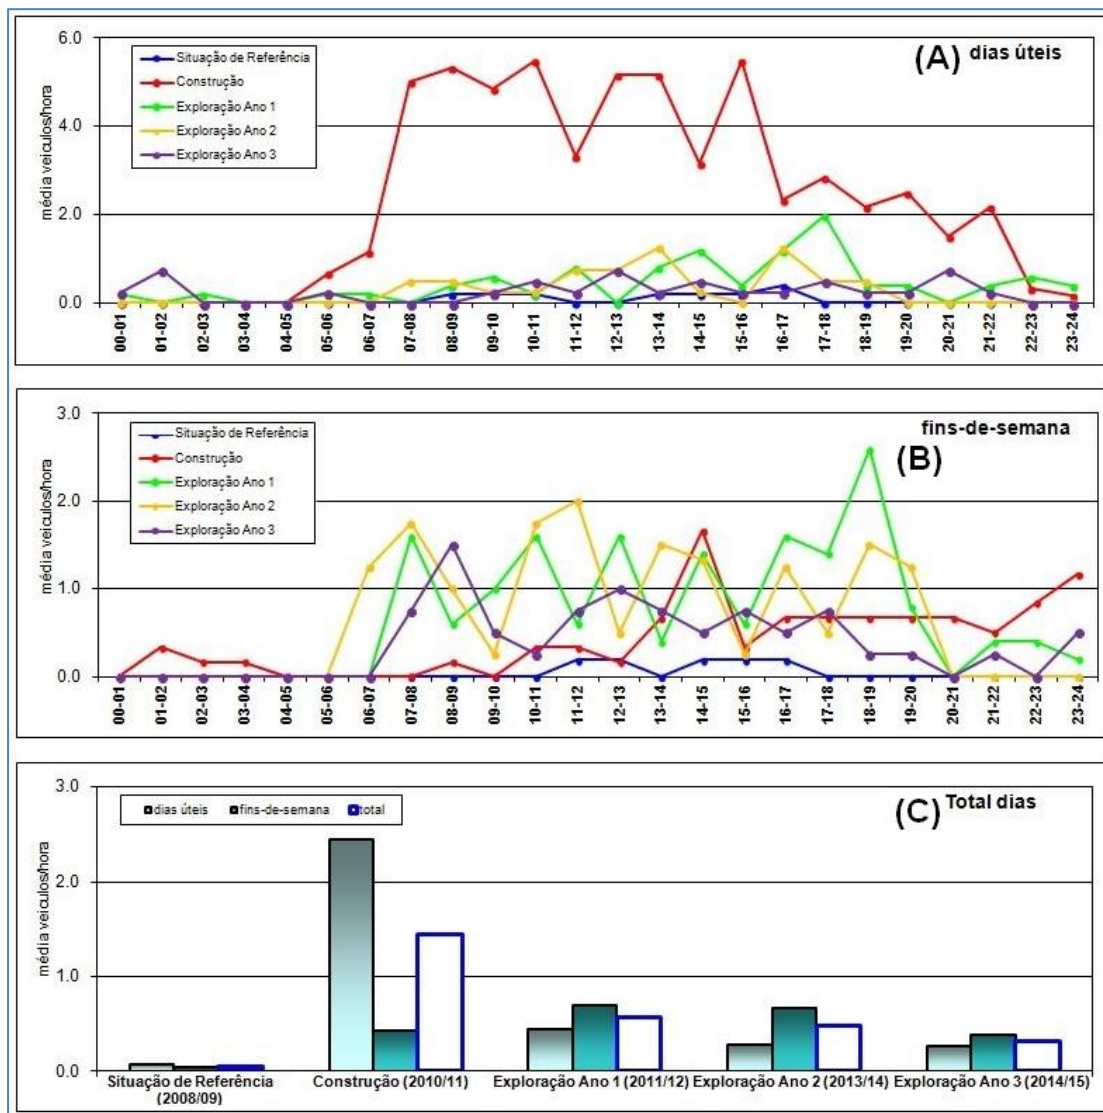 (A) dias úteis
média veículos/hora
6.0
4.0
2.0
0.0
Situação de Referência
Construção
Exploração Ano 1
Exploração Ano 2
Exploração Ano 3
00-01 01-02 02-03 03-04 04-05 05-06 06-07 07-08 08-09 09-10 10-11 11-12 12-13 13-14 14-15 15-16 16-17 17-18 18-19 19-20 20-21 21-22 22-23 23-24
fins-de-semana
(B)
média veículos/hora
3.0
2.0
1.0
0.0
Situação de Referência
Construção
Exploração Ano 1
Exploração Ano 2
Exploração Ano 3
00-01 01-02 02-03 03-04 04-05 05-06 06-07 07-08 08-09 09-10 10-11 11-12 12-13 13-14 14-15 15-16 16-17 17-18 18-19 19-20 20-21 21-22 22-23 23-24
(C) Total dias
média veículos/hora
3.0
2.0
1.0
0.0
dias úteis fins-de-semana total
Situação de Referência
(2008/09)
Construção (2010/11)
Exploração Ano 1 (2011/12)
Exploração Ano 2 (2013/14)
Exploração Ano 3 (2014/15)